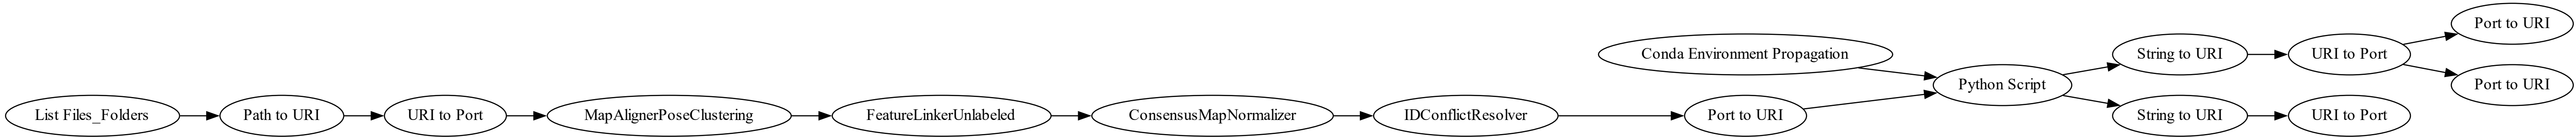 List Files_Folders
Path to URI
URI to Port
MapAlignerPoseClustering
FeatureLinkerUnlabeled
ConsensusMapNormalizer
IDConflictResolver
Port to URI
Conda Environment Propagation
Python Script
String to URI
URI to Port
Port to URI
Port to URI
String to URI
URI to Port